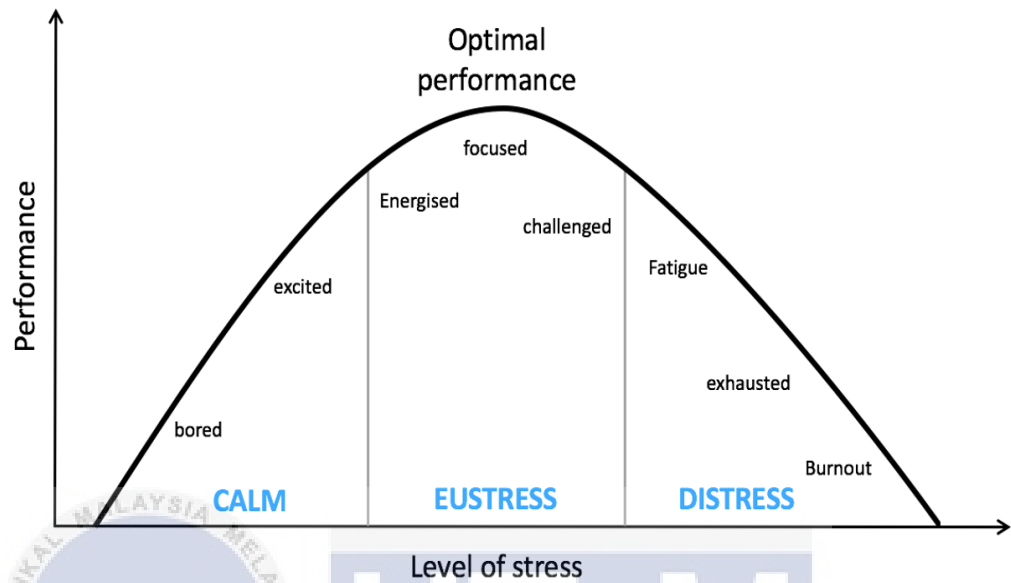 Optimal
performance
focused
Energised
challenged
Fatigue
excited
exhausted
bored
Burnout
CALM
EUSTRESS
DISTRESS
Performance
Level of stress